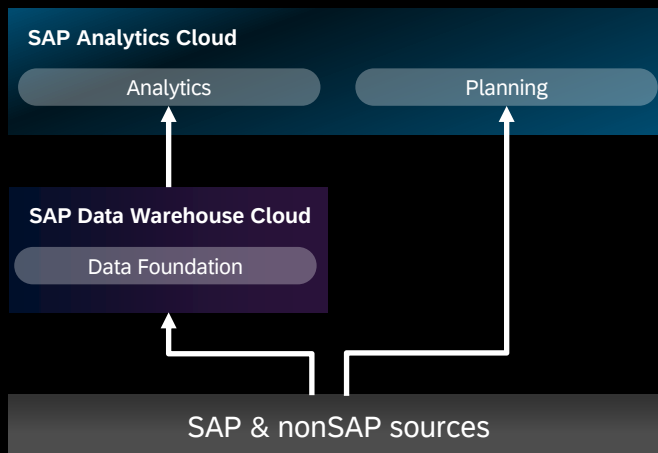 SAP Analytics Cloud
Analytics
Planning
SAP Data Warehouse Cloud
Data Foundation
SAP & nonSAP sources